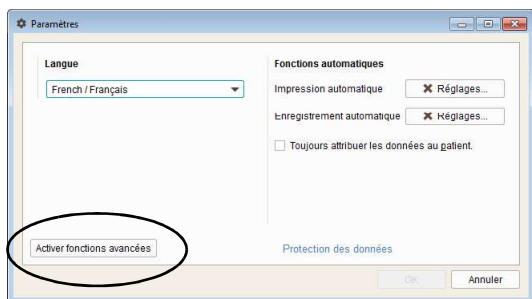 Paramètres
Langue
French / Français
Fonctions automatiques
Impression automatique
Réglages...
Enregistrement automatique
Réglages...
Toujours attribuer les données au patient.
Activer fonctions avancées
Protection des données
OK
Annuler